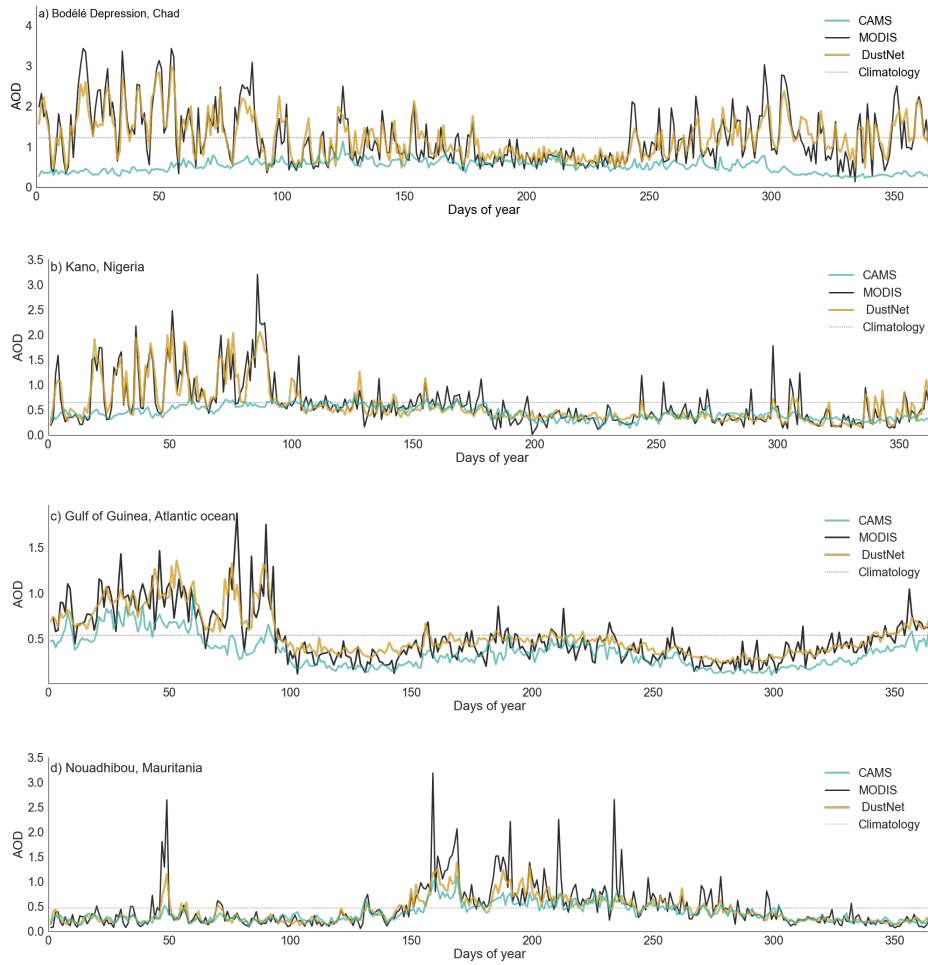 a) Bodélé Depression, Chad
CAMS
MODIS
DustNet
Climatology
AOD
4
3
2
1
0
0 50 100 150 200 250 300 350
Days of year
b) Kano, Nigeria
CAMS
MODIS
DustNet
Climatology
AOD
3.5
3.0
2.5
2.0
1.5
1.0
0.5
0.0
0 50 100 150 200 250 300 350
Days of year
c) Gulf of Guinea, Atlantic ocean
CAMS
MODIS
DustNet
Climatology
AOD
1.5
1.0
0.5
0 50 100 150 200 250 300 350
Days of year
d) Nouadhibou, Mauritania
CAMS
MODIS
DustNet
Climatology
AOD
3.5
3.0
2.5
2.0
1.5
1.0
0.5
0.0
0 50 100 150 200 250 300 350
Days of year